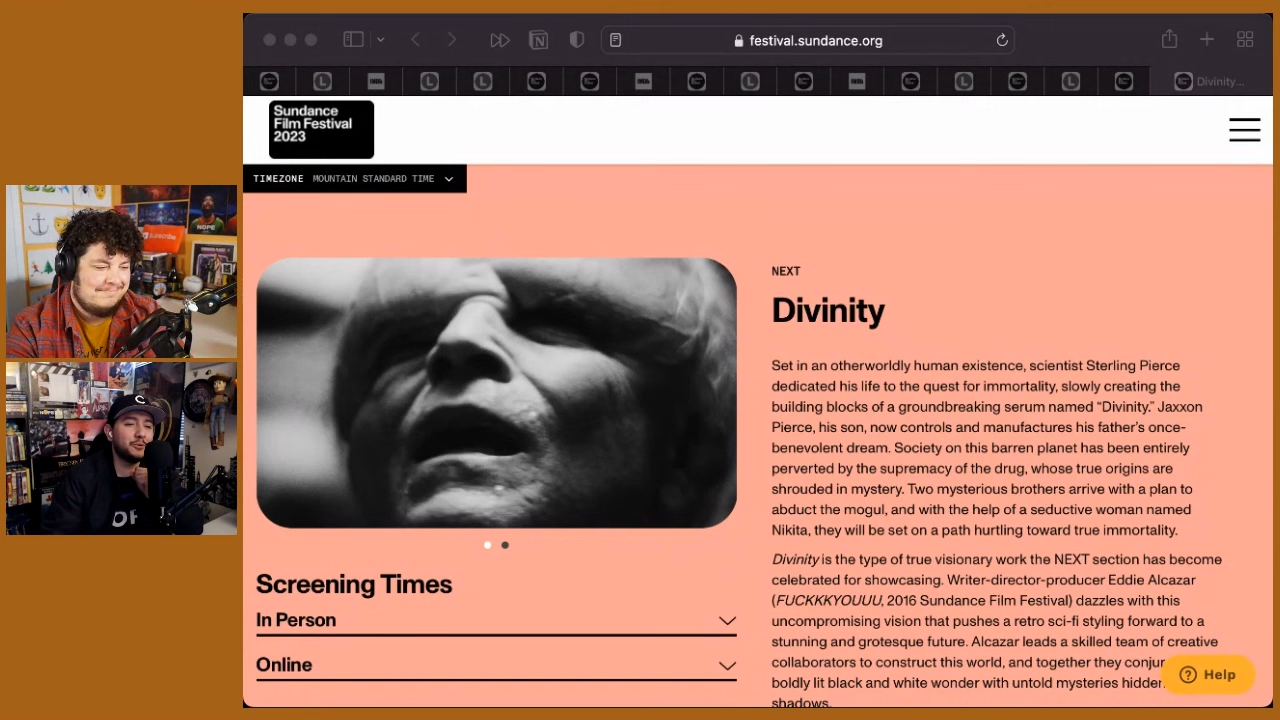 festival.sundance.org
Divinity...
Sundance
Film Festival
2023
TIMEZONE MOUNTAIN STANDARD TIME
NOPE
Subscribe
NEXT
Divinity
Set in an otherworldly human existence, scientist Sterling Pierce
dedicated his life to the quest for immortality, slowly creating the
building blocks of a groundbreaking serum named “Divinity.” Jaxxon
Pierce, his son, now controls and manufactures his father’s once-
benevolent dream. Society on this barren planet has been entirely
perverted by the supremacy of the drug, whose true origins are
shrouded in mystery. Two mysterious brothers arrive with a plan to
abduct the mogul, and with the help of a seductive woman named
Nikita, they will be set on a path hurtling toward true immortality.
Divinity is the type of true visionary work the NEXT section has become
celebrated for showcasing. Writer-director-producer Eddie Alcazar
(FUCKKKYOUUU, 2016 Sundance Film Festival) dazzles with this
uncompromising vision that pushes a retro sci-fi styling forward to a
stunning and grotesque future. Alcazar leads a skilled team of creative
collaborators to construct this world, and together they conjur
boldly lit black and white wonder with untold mysteries hidden
shadows.
Screening Times
In Person
Online
Help